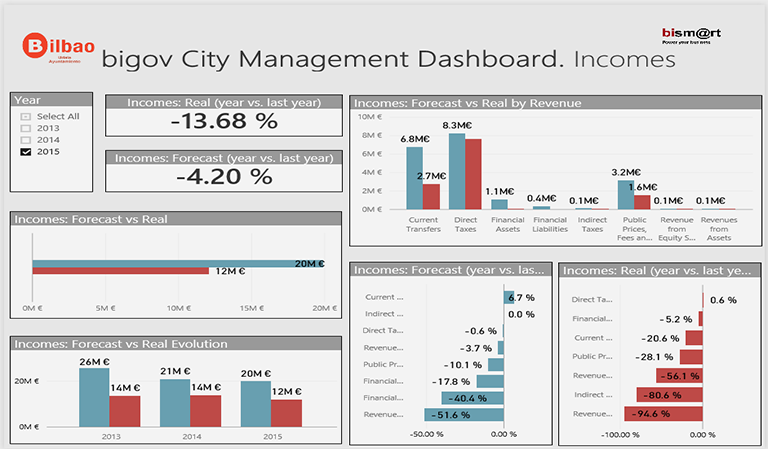 Bilbao
Udala
Ayuntamiento
bigov City Management Dashboard. Incomes
bism@rt
Power your business
Year
Select All
2013
2014
2015
Incomes: Real (year vs. last year)
-13.68 %
Incomes: Forecast (year vs. last year)
-4.20 %
Incomes: Forecast vs Real by Revenue
10M €
8M €
6M €
4M €
2M €
0M €
6.8M€
2.7M€
8.3M€
1.1M€
0.4M€
0.1M€
3.2M€
1.6M€
0.1M€
0.1M€
Current
Transfers
Direct
Taxes
Financial
Assets
Financial
Liabilities
Indirect
Taxes
Public
Prices,
Fees an...
Revenue
from
Equity S...
Revenues
from
Assets
Incomes: Forecast vs Real
20M €
12M €
0M €
5M €
10M €
15M €
20M €
Incomes: Forecast vs Real Evolution
20M €
0M €
26M €
14M €
21M €
14M €
20M €
12M €
2013
2014
2015
Incomes: Forecast (year vs. las...
Current ...
6.7 %
Indirect ...
0.0 %
Direct Ta...
-0.6 %
Revenue...
-3.7 %
Public Pr...
-10.1 %
Financial...
-17.8 %
Financial...
-40.4 %
Revenue...
-51.6 %
-50.00 %
0.00 %
Incomes: Real (year vs. last ye...
Direct Ta...
0.6 %
Financial...
-5.2 %
Current ...
-20.6 %
Public Pr...
-28.1 %
Revenue...
-56.1 %
Indirect ...
-80.6 %
Revenue...
-94.6 %
-100.00 %
0.00 %